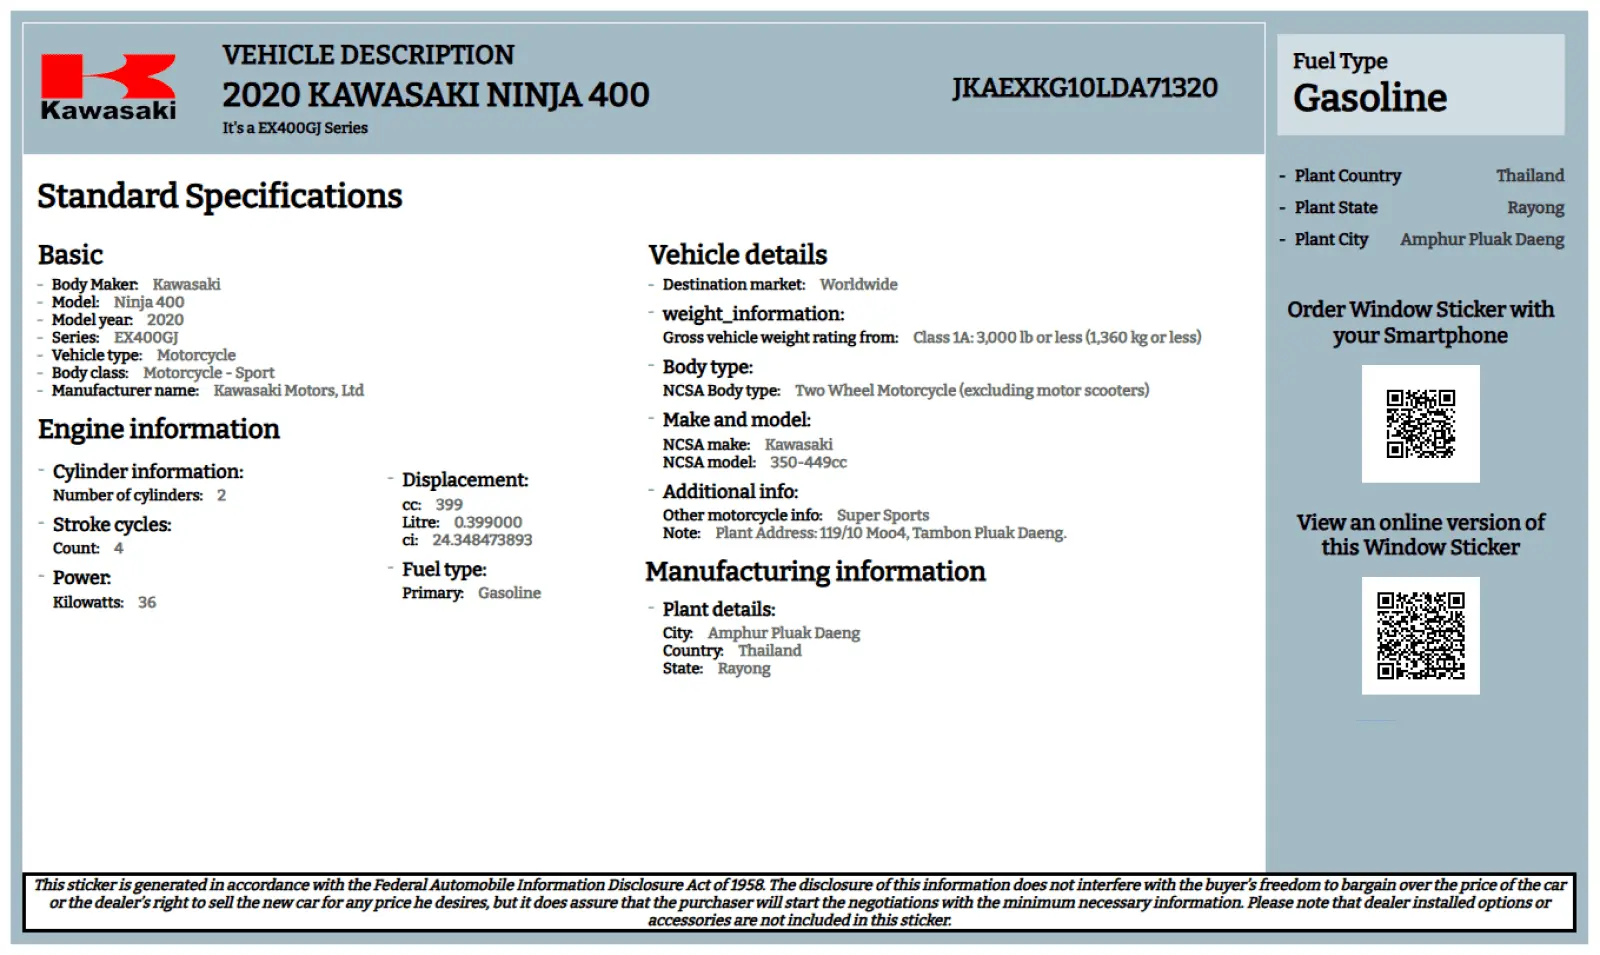 Kawasaki
VEHICLE DESCRIPTION
2020 KAWASAKI NINJA 400
It's a EX400GJ Series
JKAEXKG10LDA71320
Fuel Type
Gasoline
- Plant Country Thailand
- Plant State Rayong
- Plant City Amphur Pluak Daeng
Order Window Sticker with
your Smartphone
View an online version of
this Window Sticker
Standard Specifications
Basic
- Body Maker: Kawasaki
- Model: Ninja 400
- Model year: 2020
- Series: EX400GJ
- Vehicle type: Motorcycle
- Body class: Motorcycle - Sport
- Manufacturer name: Kawasaki Motors, Ltd
Engine information
- Cylinder information:
Number of cylinders: 2
- Stroke cycles:
Count: 4
- Power:
Kilowatts: 36
- Displacement:
cc: 399
Litre: 0.399000
ci: 24.348473893
- Fuel type:
Primary: Gasoline
Vehicle details
- Destination market: Worldwide
- weight_information:
Gross vehicle weight rating from: Class 1A: 3,000 lb or less (1,360 kg or less)
- Body type:
NCSA Body type: Two Wheel Motorcycle (excluding motor scooters)
- Make and model:
NCSA make: Kawasaki
NCSA model: 350-449cc
- Additional info:
Other motorcycle info: Super Sports
Note: Plant Address: 119/10 Moo4, Tambon Pluak Daeng.
Manufacturing information
- Plant details:
City: Amphur Pluak Daeng
Country: Thailand
State: Rayong
This sticker is generated in accordance with the Federal Automobile Information Disclosure Act of 1958. The disclosure of this information does not interfere with the buyer's freedom to bargain over the price of the car
or the dealer's right to sell the new car for any price he desires, but it does assure that the purchaser will start the negotiations with the minimum necessary information. Please note that dealer installed options or
accessories are not included in this sticker.